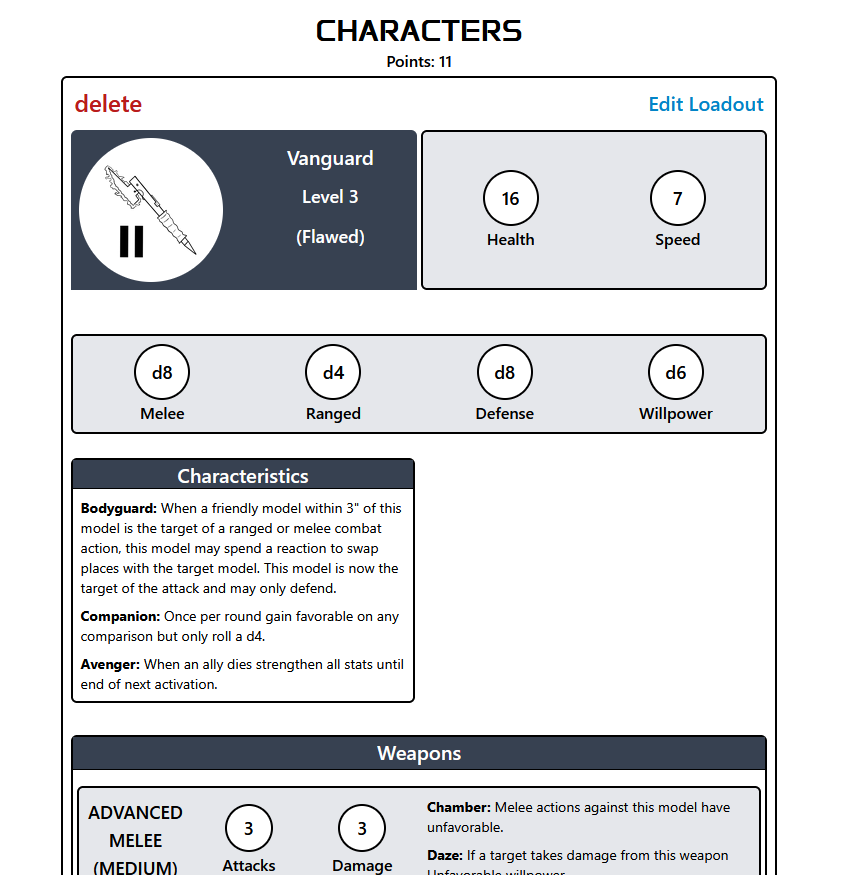 CHARACTERS
Points: 11
delete
Edit Loadout
Vanguard
Level 3
(Flawed)
II
16
Health
7
Speed
d8
Melee
d4
Ranged
d8
Defense
d6
Willpower
Characteristics
Bodyguard: When a friendly model within 3" of this
model is the target of a ranged or melee combat
action, this model may spend a reaction to swap
places with the target model. This model is now the
target of the attack and may only defend.
Companion: Once per round gain favorable on any
comparison but only roll a d4.
Avenger: When an ally dies strengthen all stats until
end of next activation.
Weapons
ADVANCED
MELEE
(MEDIUM)
3
Attacks
3
Damage
Chamber: Melee actions against this model have
unfavorable.
Daze: If a target takes damage from this weapon
Unfavorable willpower